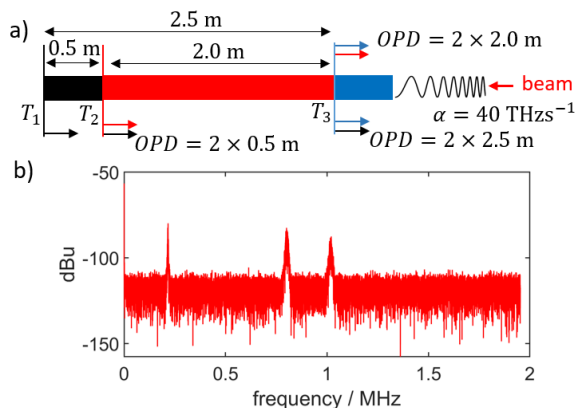 a)
2.5 m
0.5 m
2.0 m
OPD = 2 × 2.0 m
beam
T₁
T₂
T₃
α = 40 THzs⁻¹
OPD = 2 × 0.5 m
OPD = 2 × 2.5 m
b)
-50
-100
-150
dBu
0
0.5
1
1.5
2
frequency / MHz